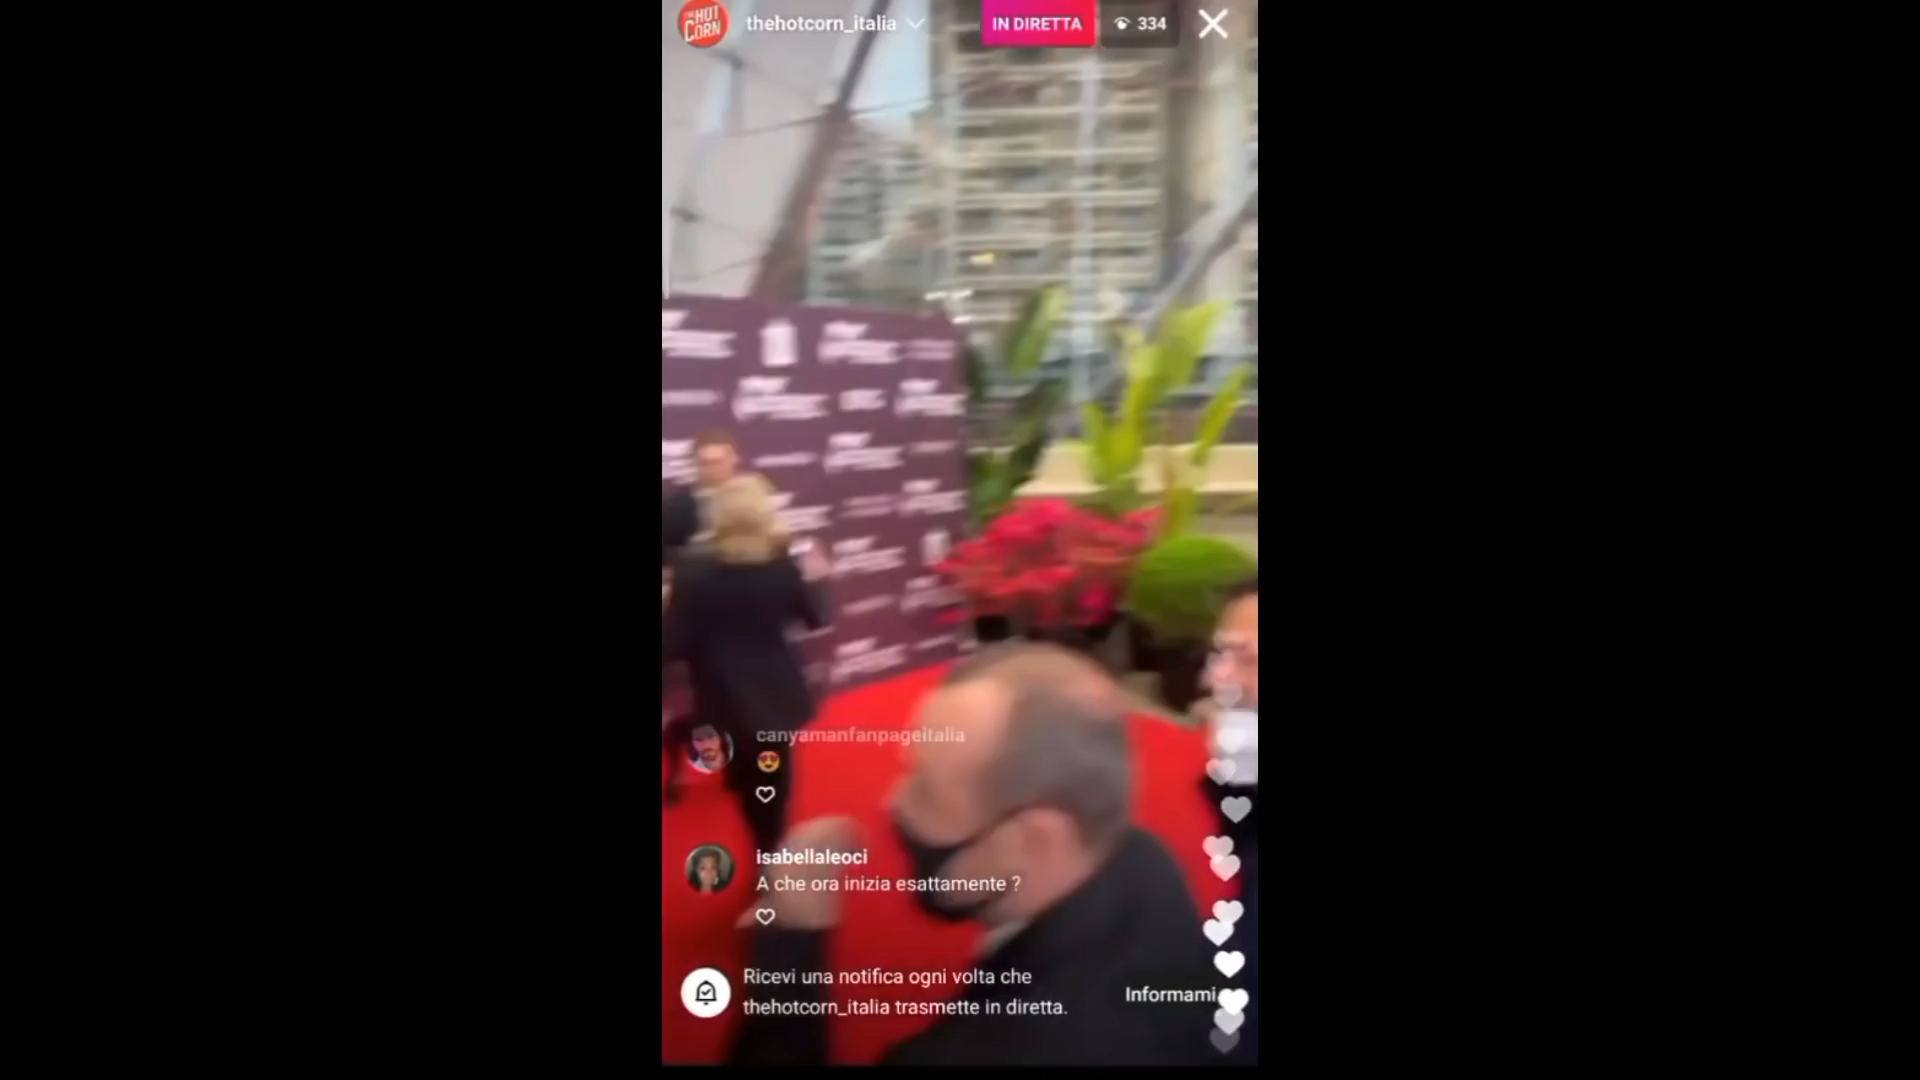 THE HOT CORN
thehotcorn_italia
IN DIRETTA
334
canyamanfanpageitalia
😍
isabellaleoci
A che ora inizia esattamente ?
Ricevi una notifica ogni volta che
thehotcorn_italia trasmette in diretta.
Informami